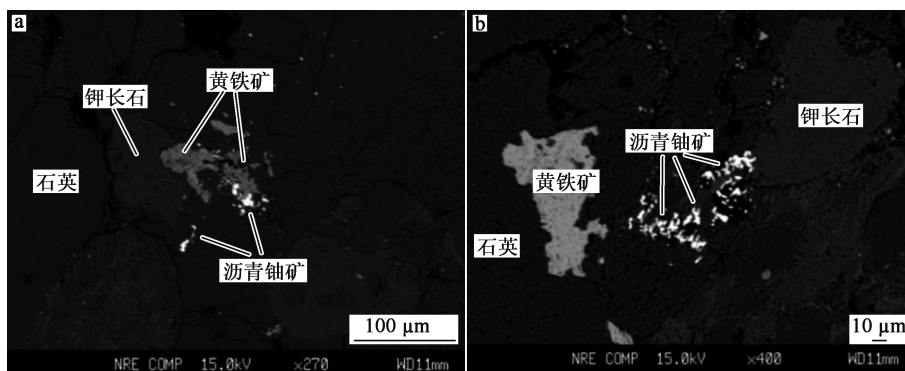 a
黄铁矿
钾长石
石英
沥青铀矿
100 μm
NRE COMP 15.0kV ×270 WD11mm
b
钾长石
沥青铀矿
黄铁矿
石英
10 μm
NRE COMP 15.0kV ×400 WD11mm